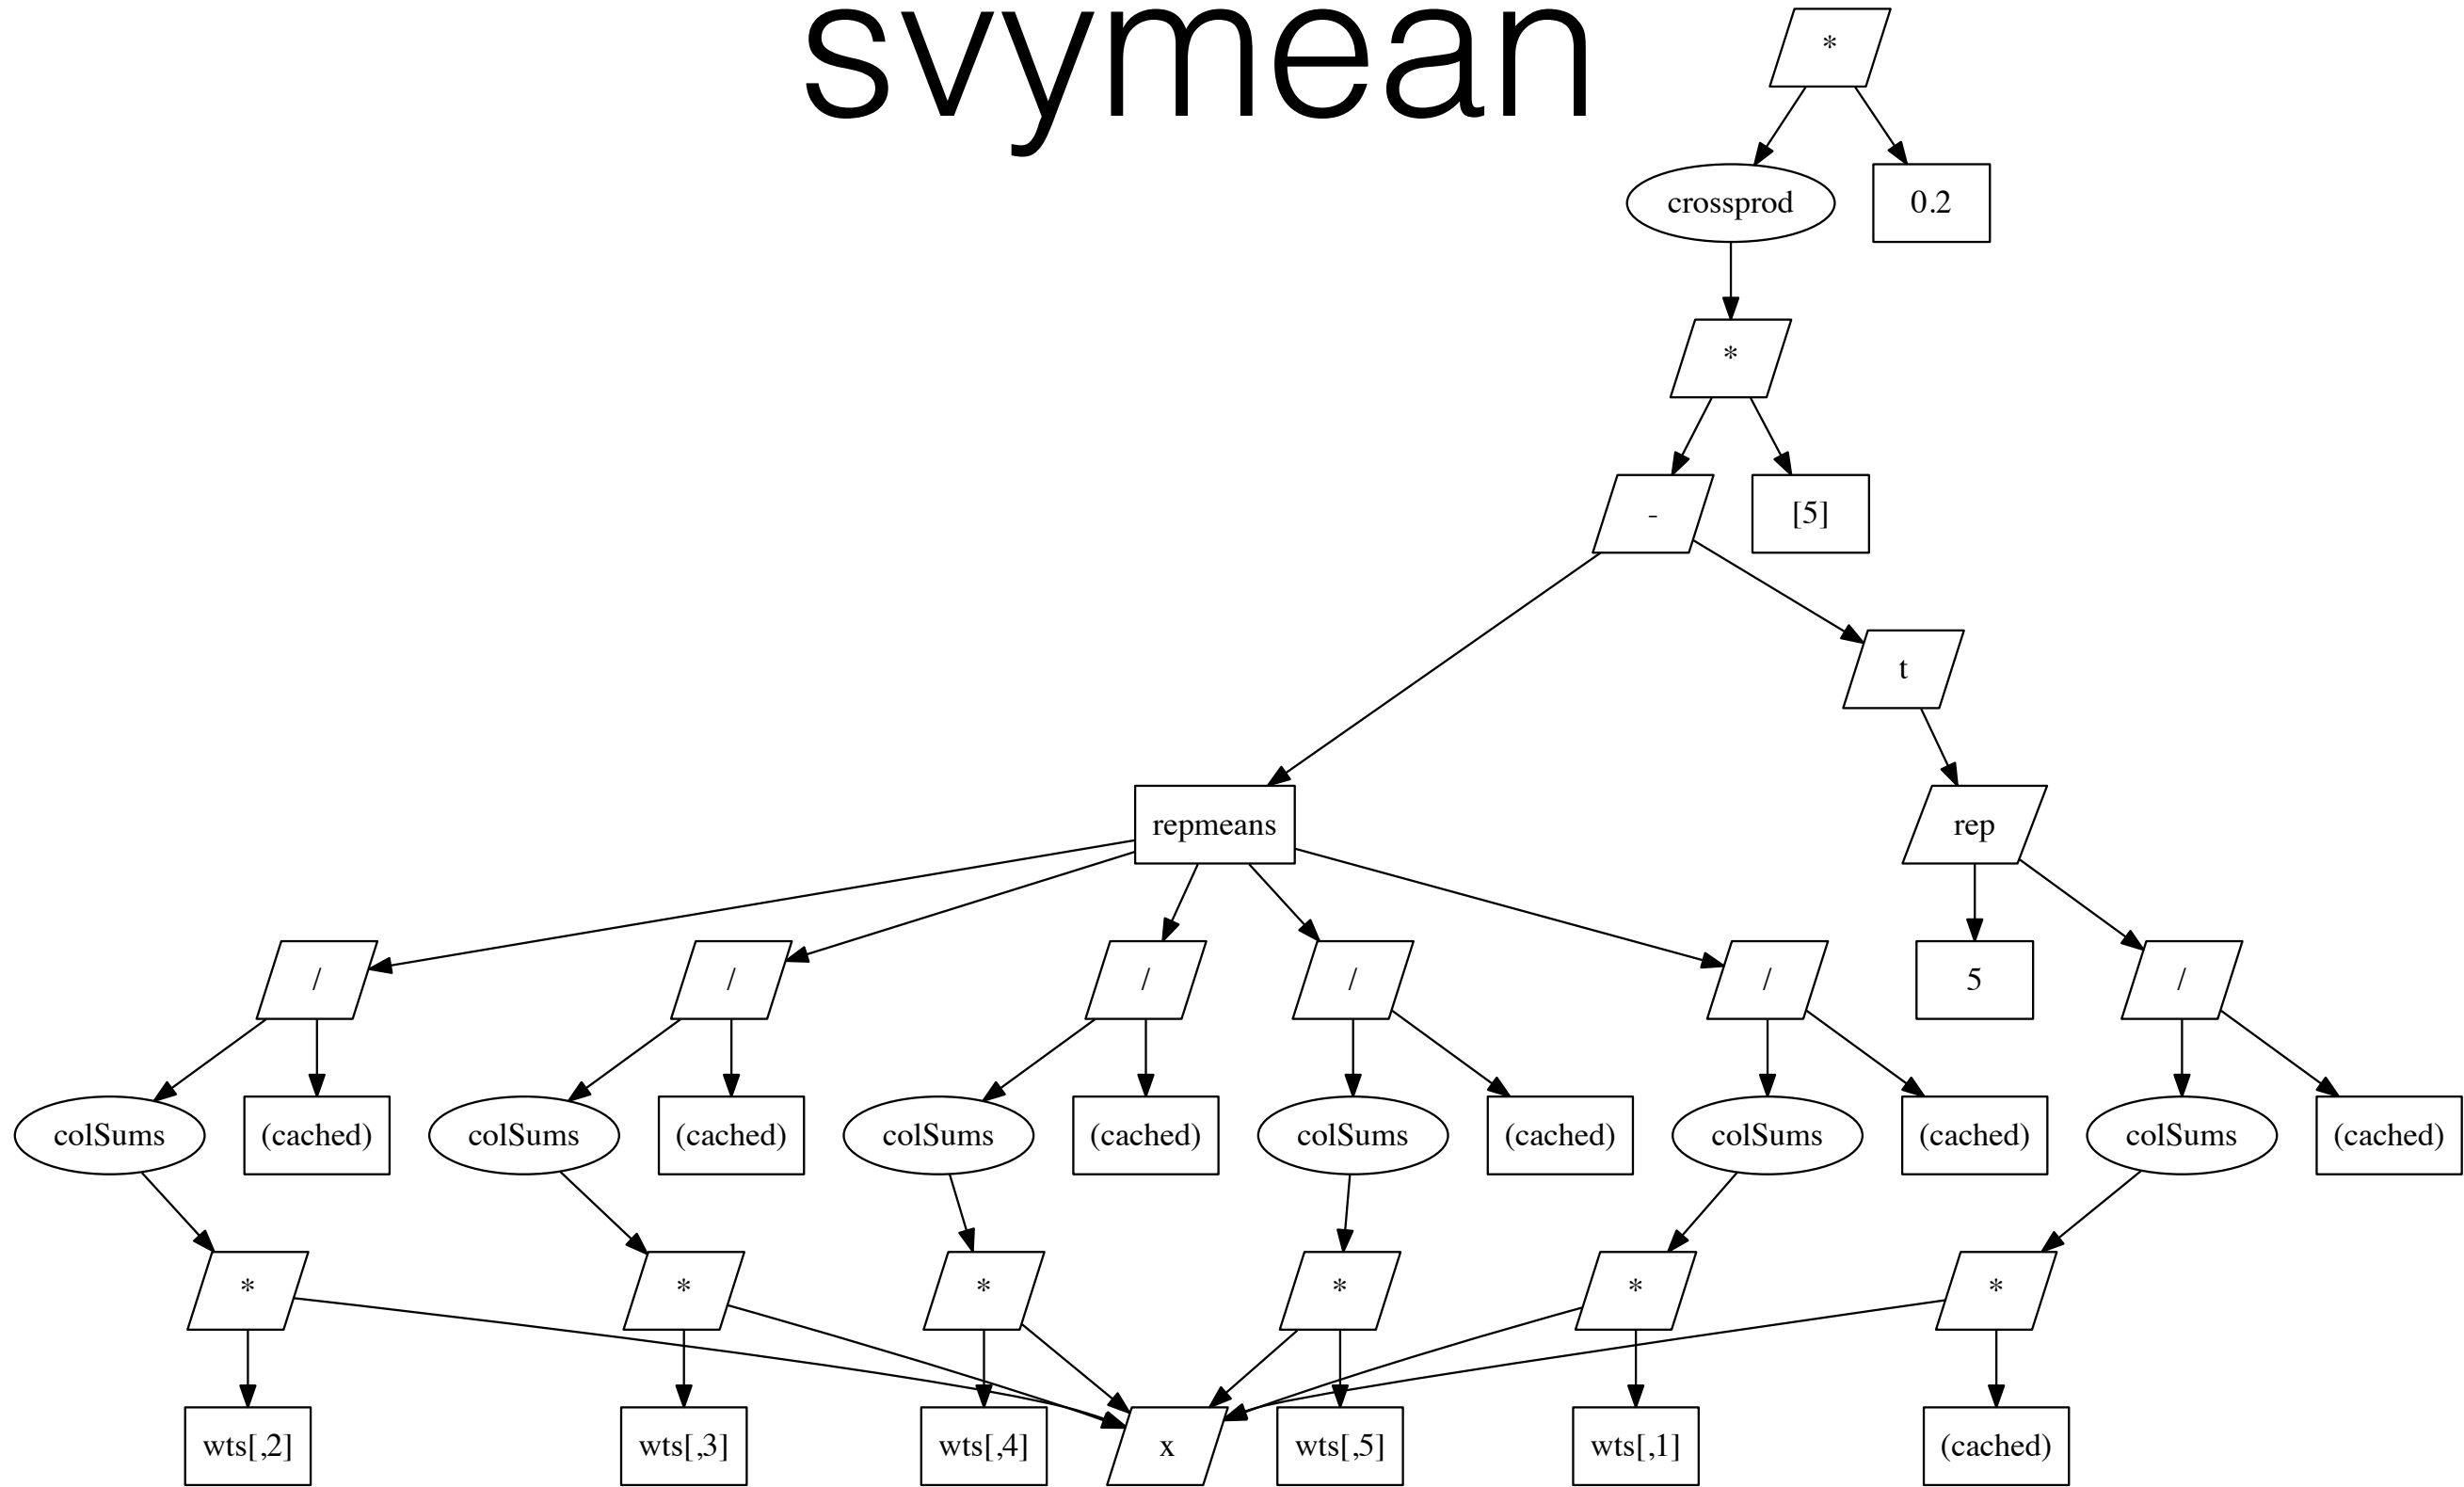 svymean
*
crossprod
0.2
*
-
[5]
t
repmeans
rep
/
/
/
/
/
5
/
colSums
(cached)
colSums
(cached)
colSums
(cached)
colSums
(cached)
colSums
(cached)
colSums
(cached)
*
*
*
*
*
*
wts[,2]
wts[,3]
wts[,4]
x
wts[,5]
wts[,1]
(cached)